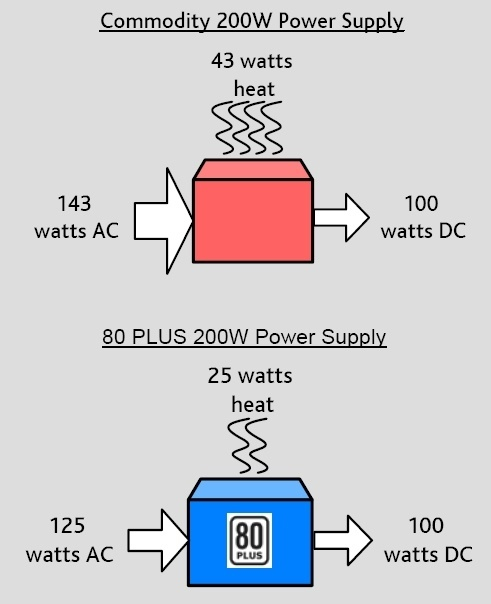 Commodity 200W Power Supply
43 watts
heat
143
watts AC
100
watts DC
80 PLUS 200W Power Supply
25 watts
heat
125
watts AC
80
PLUS
100
watts DC